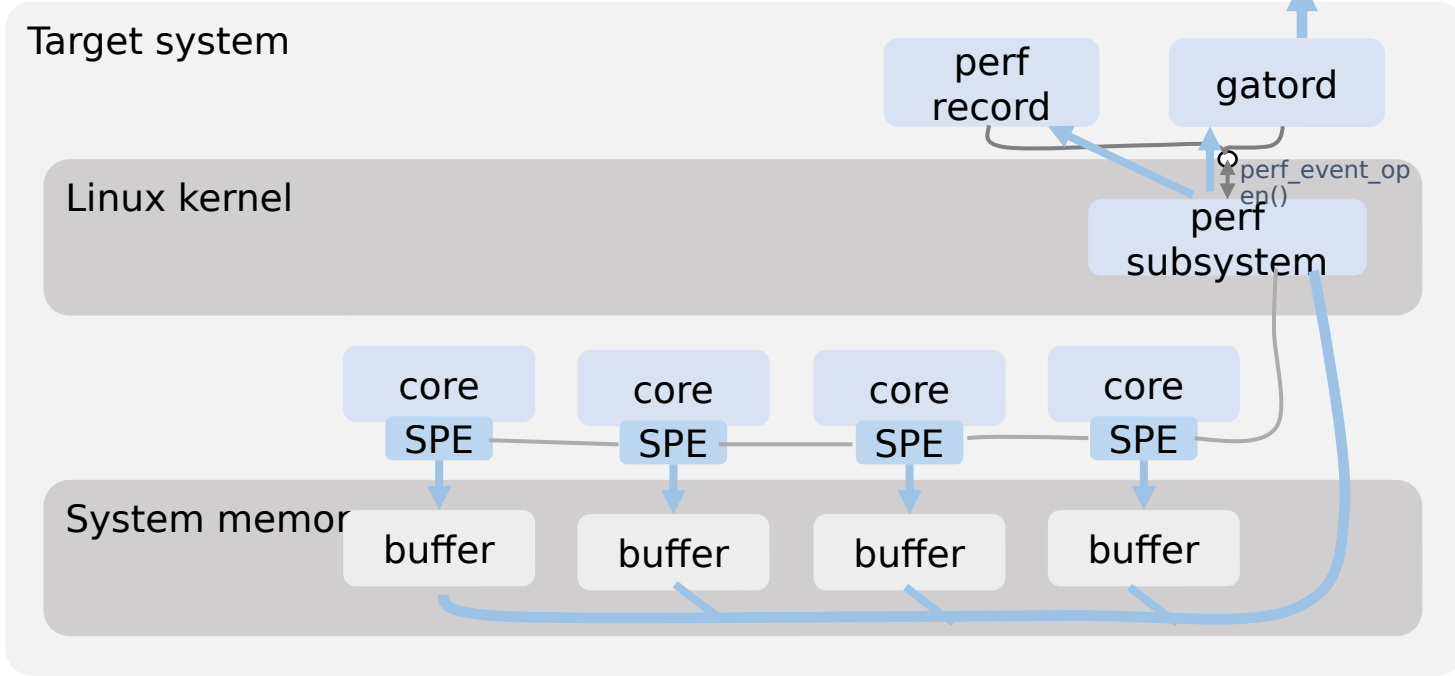 Target system
perf
record
gatord
Linux kernel
perf_event_op
en()
perf
subsystem
core
core
core
core
SPE
SPE
SPE
SPE
System memor
buffer
buffer
buffer
buffer